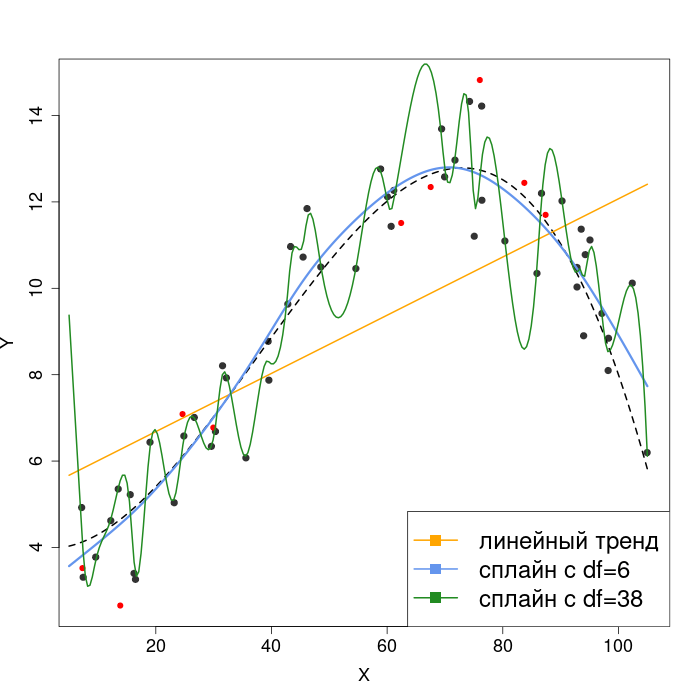 14
12
10
8
6
4
Y
20
40
60
80
100
X
линейный тренд
сплайн с df=6
сплайн с df=38